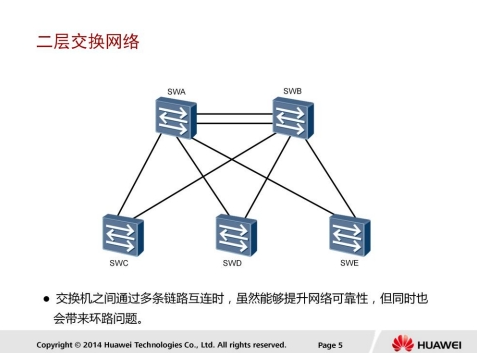 二层交换网络
SWA
SWB
SWC
SWD
SWE
● 交换机之间通过多条链路互连时，虽然能够提升网络可靠性，但同时也
会带来环路问题。
Copyright © 2014 Huawei Technologies Co., Ltd. All rights reserved.
Page 5
HUAWEI